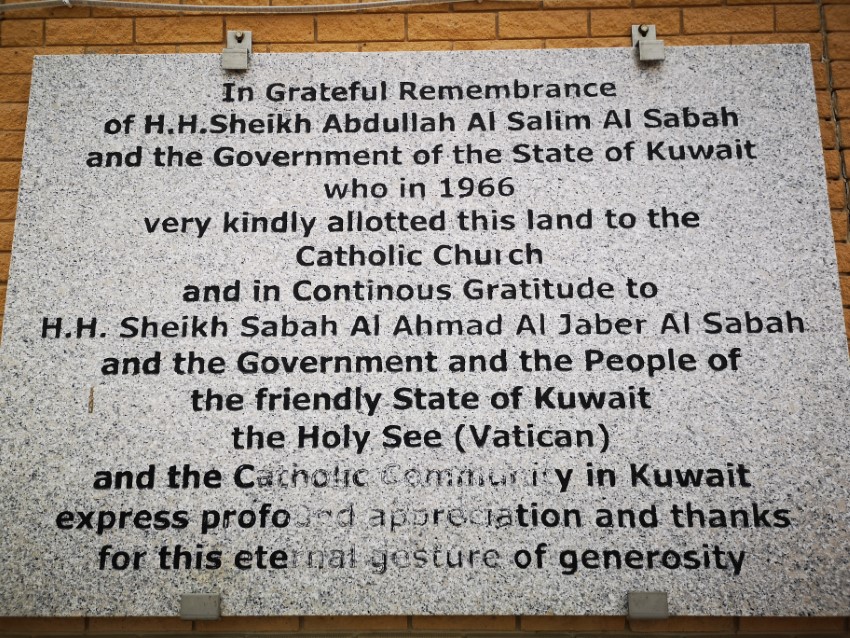 In Grateful Remembrance
of H.H.Sheikh Abdullah Al Salim Al Sabah
and the Government of the State of Kuwait
who in 1966
very kindly allotted this land to the
Catholic Church
and in Continous Gratitude to
H.H. Sheikh Sabah Al Ahmad Al Jaber Al Sabah
and the Government and the People of
the friendly State of Kuwait
the Holy See (Vatican)
and the Catholic Community in Kuwait
express profound appreciation and thanks
for this eternal gesture of generosity